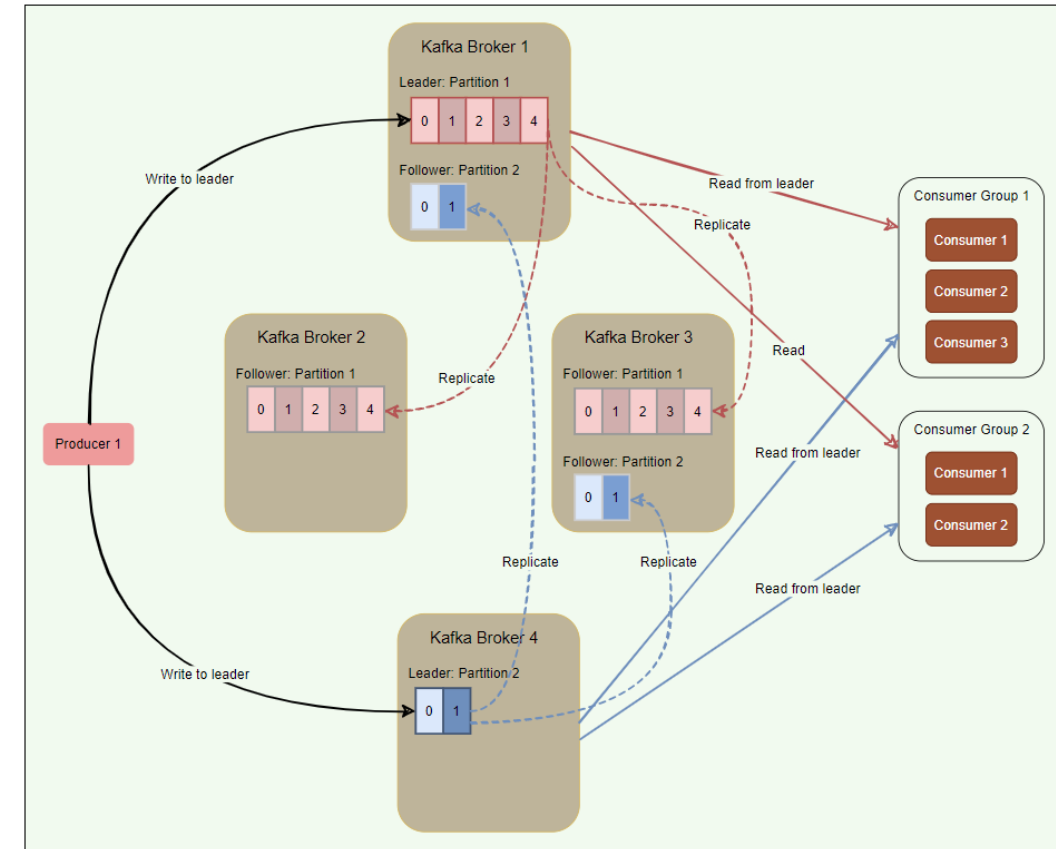 Kafka Broker 1
Leader: Partition 1
0 1 2 3 4
Follower: Partition 2
0 1
Write to leader
Read from leader
Replicate
Consumer Group 1
Consumer 1
Consumer 2
Consumer 3
Kafka Broker 2
Follower: Partition 1
0 1 2 3 4
Replicate
Kafka Broker 3
Follower: Partition 1
0 1 2 3 4
Follower: Partition 2
0 1
Read
Producer 1
Read from leader
Consumer Group 2
Consumer 1
Consumer 2
Replicate
Replicate
Read from leader
Kafka Broker 4
Leader: Partition 2
0 1
Write to leader